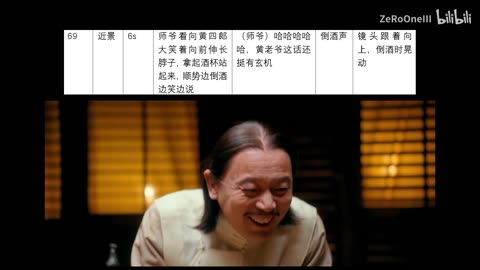 ZeRoOneIII bilibili
69
近景
6s
师爷看向黄四郎
大笑着向前伸长
脖子，拿起酒杯站
起来，顺势边倒酒
边笑边说
（师爷）哈哈哈哈
哈，黄老爷这话还
挺有玄机
倒酒声
镜头跟着向
上，倒酒时晃
动